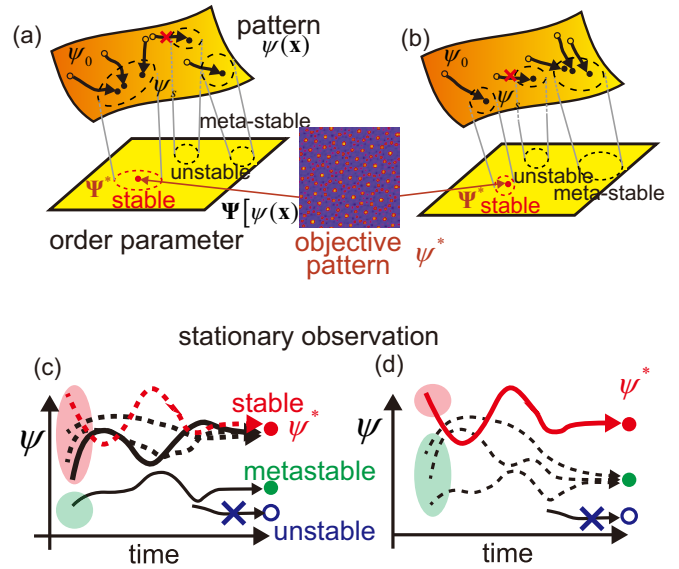 (a)
pattern
ψ(x)
ψ₀
ψₛ
meta-stable
unstable
Ψ*
stable
order parameter
Ψ[ψ(x)
objective
pattern
ψ*
(b)
ψ₀
ψₛ
unstable
meta-stable
Ψ*
stable
stationary observation
(c)
ψ
stable
ψ*
metastable
unstable
time
(d)
ψ*
ψ
time